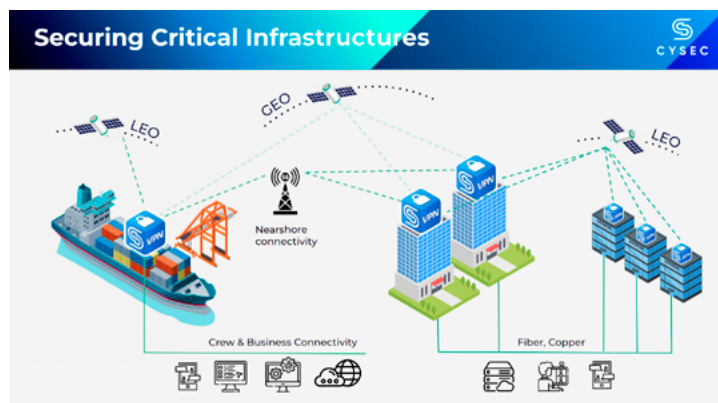 Securing Critical Infrastructures
CYSEC
LEO
GEO
LEO
VPN
VPN
VPN
Nearshore
connectivity
Crew & Business Connectivity
Fiber, Copper